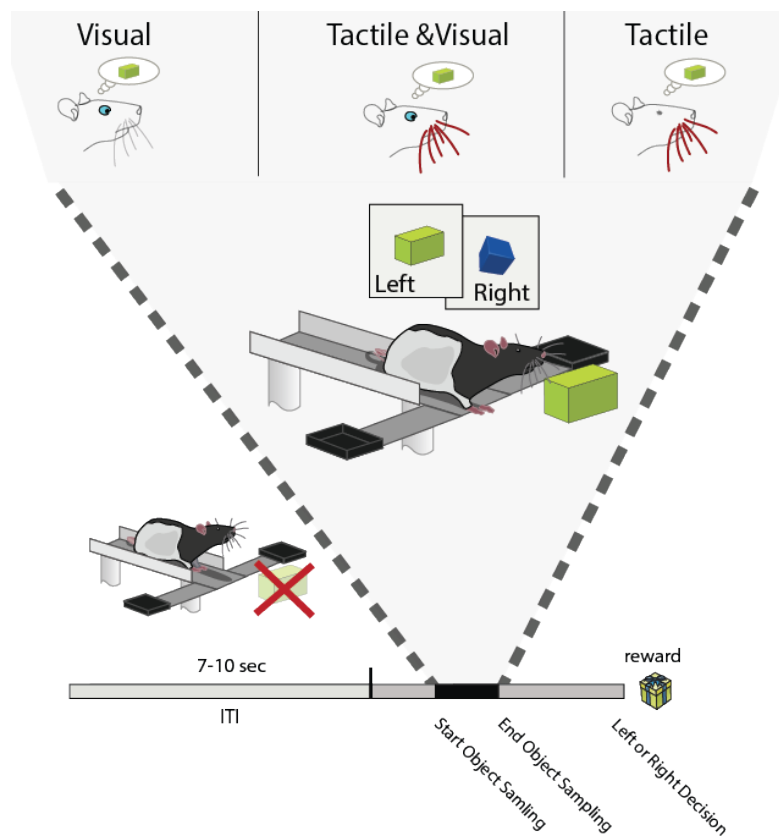 Visual
Tactile &Visual
Tactile
Left
Right
7-10 sec
reward
ITI
Start Object Samling
End Object Sampling
Left or Right Decision